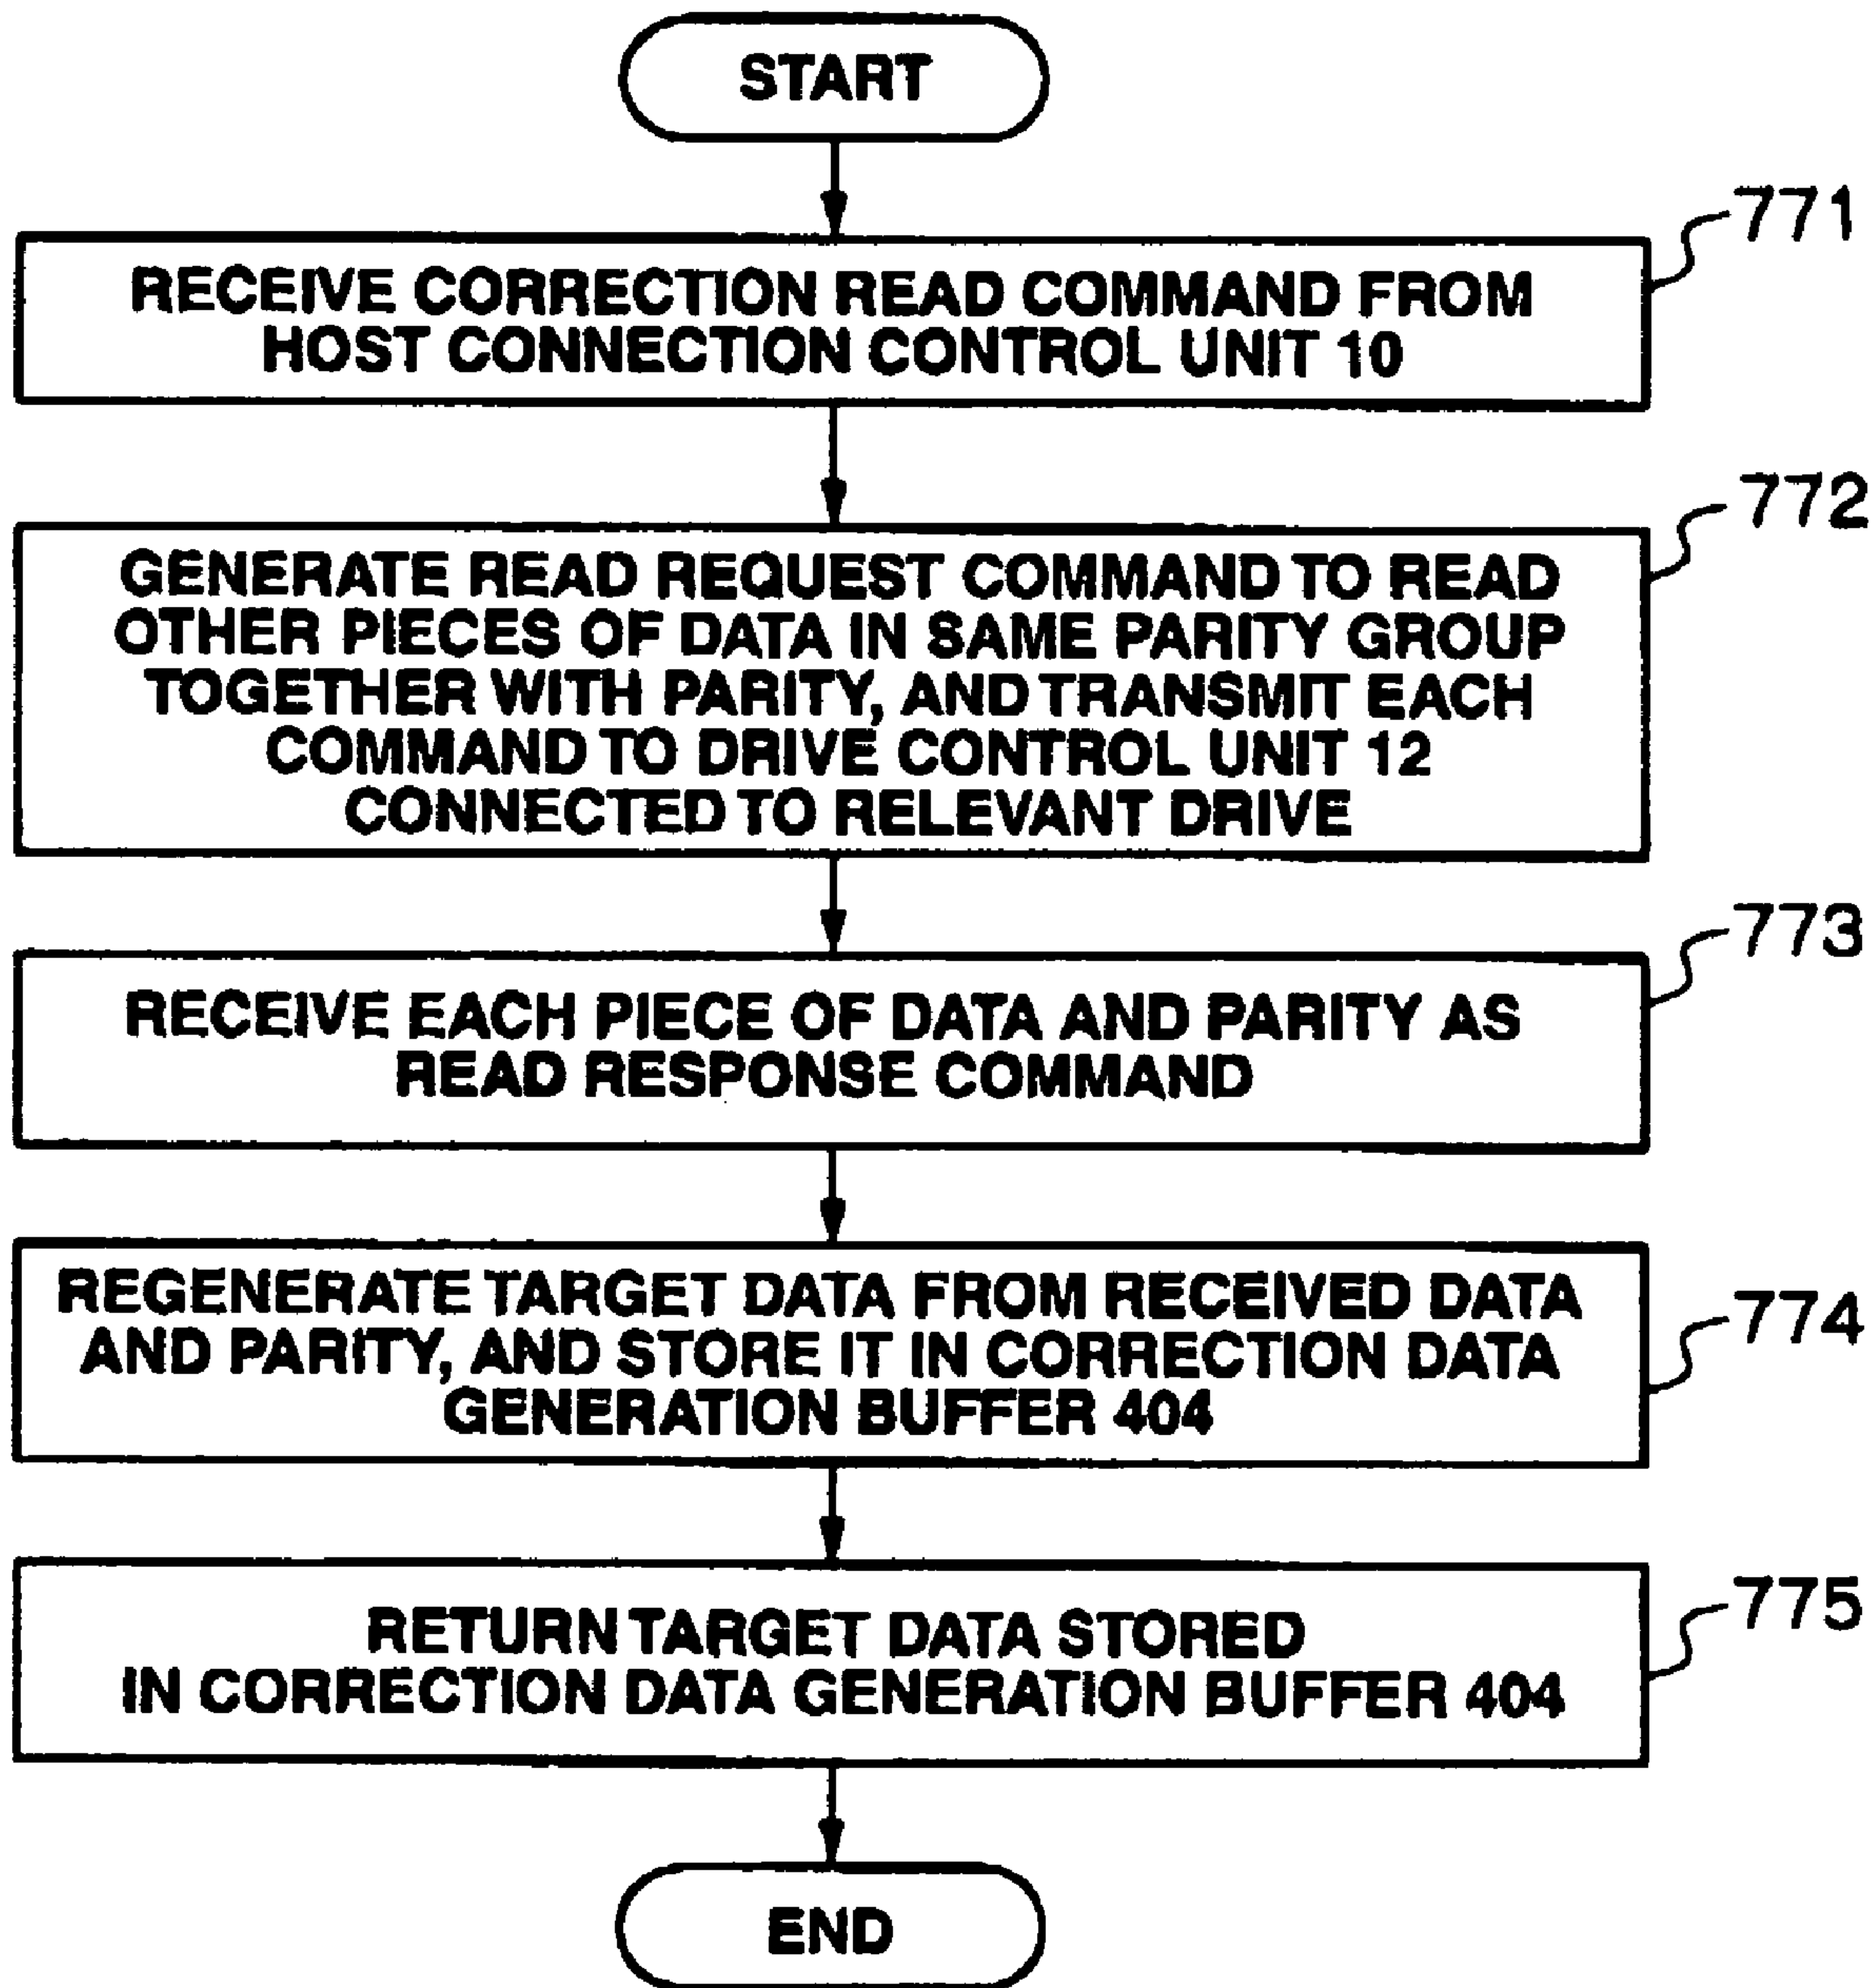 START
771
RECEIVE CORRECTION READ COMMAND FROM
HOST CONNECTION CONTROL UNIT 10
772
GENERATE READ REQUEST COMMAND TO READ
OTHER PIECES OF DATA IN SAME PARITY GROUP
TOGETHER WITH PARITY, AND TRANSMIT EACH
COMMAND TO DRIVE CONTROL UNIT 12
CONNECTED TO RELEVANT DRIVE
773
RECEIVE EACH PIECE OF DATA AND PARITY AS
READ RESPONSE COMMAND
774
REGENERATE TARGET DATA FROM RECEIVED DATA
AND PARITY, AND STORE IT IN CORRECTION DATA
GENERATION BUFFER 404
775
RETURN TARGET DATA STORED
IN CORRECTION DATA GENERATION BUFFER 404
END